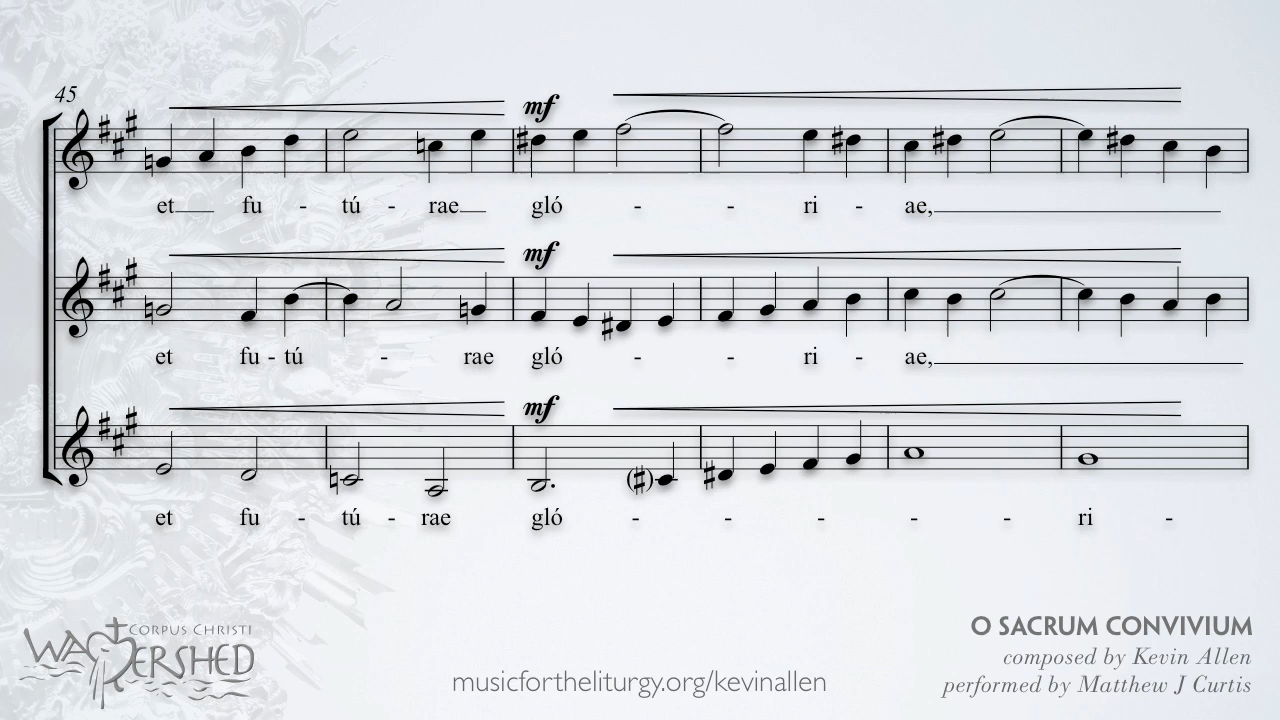 45
mf
et fu - tú - rae gló - - ri - ae,
mf
et fu - tú - rae gló - - ri - ae,
mf
et fu - tú - rae gló - - - - - - ri -
CORPUS CHRISTI
WATERSHED
musicfortheliturgy.org/kevinallen
O SACRUM CONVIVIUM
composed by Kevin Allen
performed by Matthew J Curtis